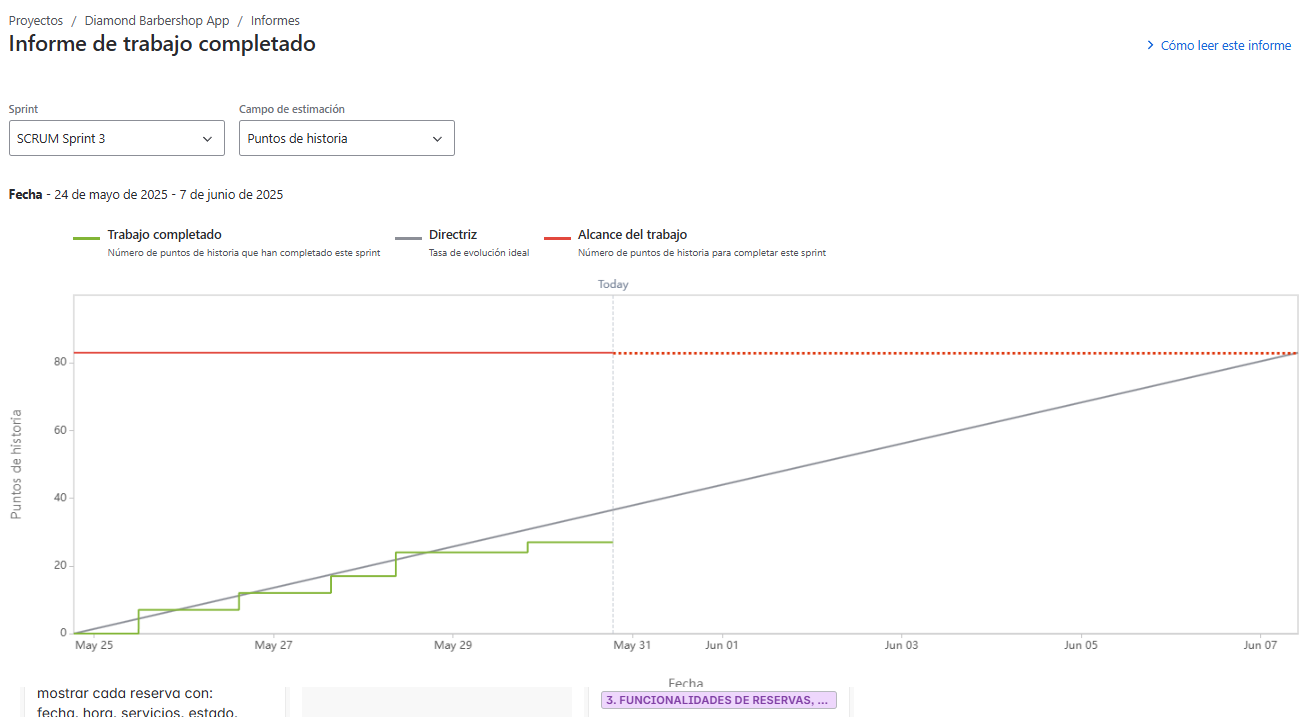 Proyectos / Diamond Barbershop App / Informes
Informe de trabajo completado
Cómo leer este informe
Sprint
Campo de estimación
SCRUM Sprint 3
Puntos de historia
Fecha - 24 de mayo de 2025 - 7 de junio de 2025
Trabajo completado
Número de puntos de historia que han completado este sprint
Directriz
Tasa de evolución ideal
Alcance del trabajo
Número de puntos de historia para completar este sprint
Today
80
60
40
20
0
Puntos de historia
May 25
May 27
May 29
May 31
Jun 01
Jun 03
Jun 05
Jun 07
Fecha
mostrar cada reserva con:
fecha, hora, servicios, estado,
3. FUNCIONALIDADES DE RESERVAS, ...